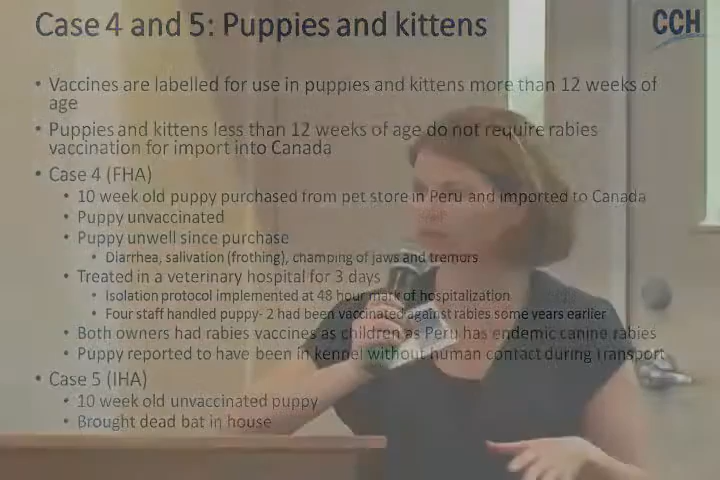 Case 4 and 5: Puppies and kittens
CCH
• Vaccines are labelled for use in puppies and kittens more than 12 weeks of
age
• Puppies and kittens less than 12 weeks of age do not require rabies
vaccination for import into Canada
• Case 4 (FHA)
• 10 week old puppy purchased from pet store in Peru and imported to Canada
• Puppy unvaccinated
• Puppy unwell since purchase
• Diarrhea, salivation (frothing), champing of jaws and tremors
• Treated in a veterinary hospital for 3 days
• Isolation protocol implemented at 48 hour mark of hospitalization
• Four staff handled puppy- 2 had been vaccinated against rabies some years earlier
• Both owners had rabies vaccines as children as Peru has endemic canine rabies
• Puppy reported to have been in kennel without human contact during transport
• Case 5 (IHA)
• 10 week old unvaccinated puppy
• Brought dead bat in house